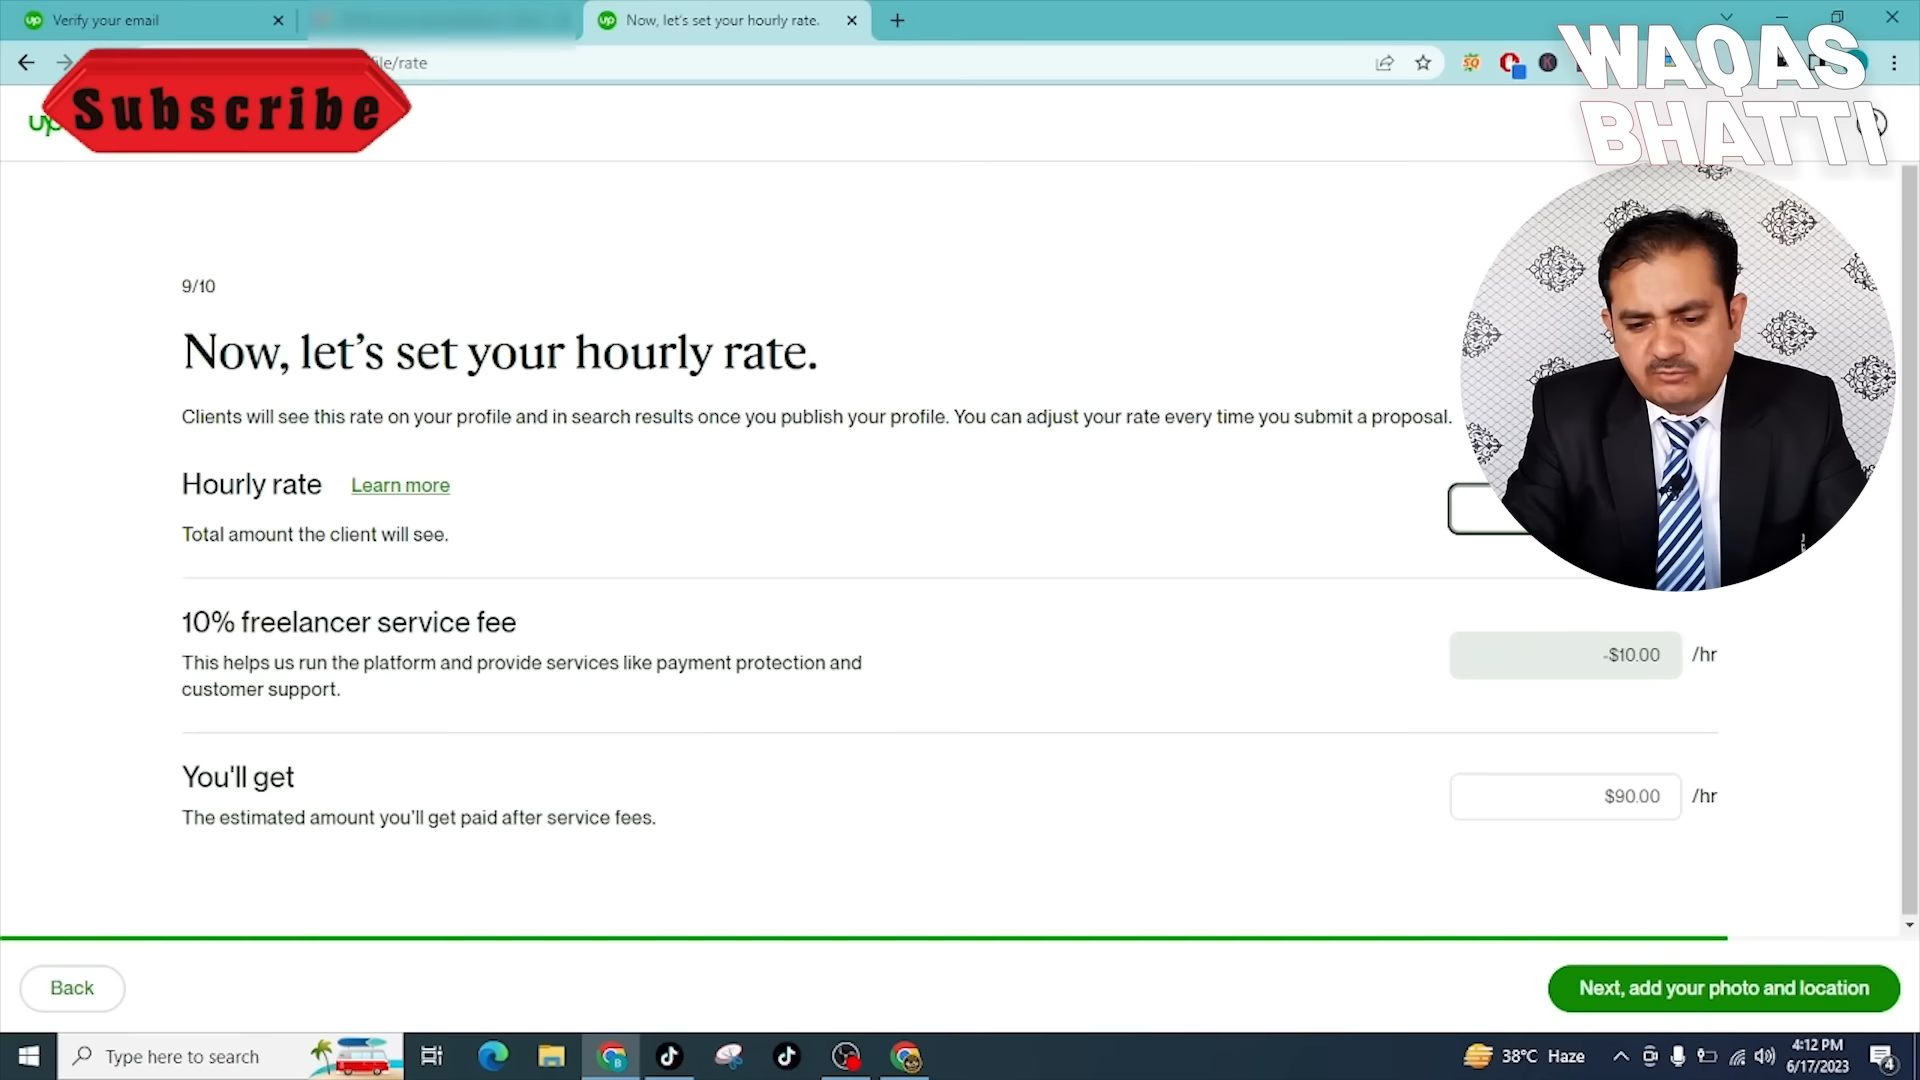 Verify your email
Now, let's set your hourly rate.
ile/rate
up
Subscribe
WAQAS
BHATTI
9/10
Now, let's set your hourly rate.
Clients will see this rate on your profile and in search results once you publish your profile. You can adjust your rate every time you submit a proposal.
Hourly rate Learn more
Total amount the client will see.
10% freelancer service fee
This helps us run the platform and provide services like payment protection and
customer support.
-$10.00 /hr
You'll get
The estimated amount you'll get paid after service fees.
$90.00 /hr
Back
Next, add your photo and location
Type here to search
38°C Haze
4:12 PM
6/17/2023
4